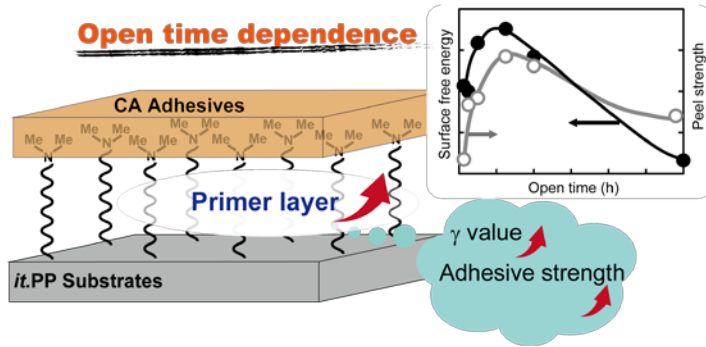 Open time dependence
CA Adhesives
Me Me Me Me Me Me Me Me Me Me Me Me Me Me Me Me
N N N N N N N N
Primer layer
it.PP Substrates
Surface free energy
Peel strength
Open time (h)
γ value
Adhesive strength